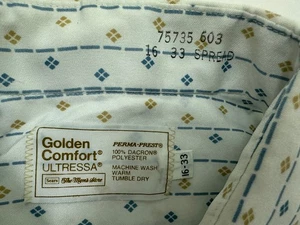 75735 603
16 33 SPREAD
Golden
Comfort®
ULTRESSA®
Sears The Men's Store
PERMA-PREST®
100% DACRON®
POLYESTER
MACHINE WASH
WARM
TUMBLE DRY
16-33